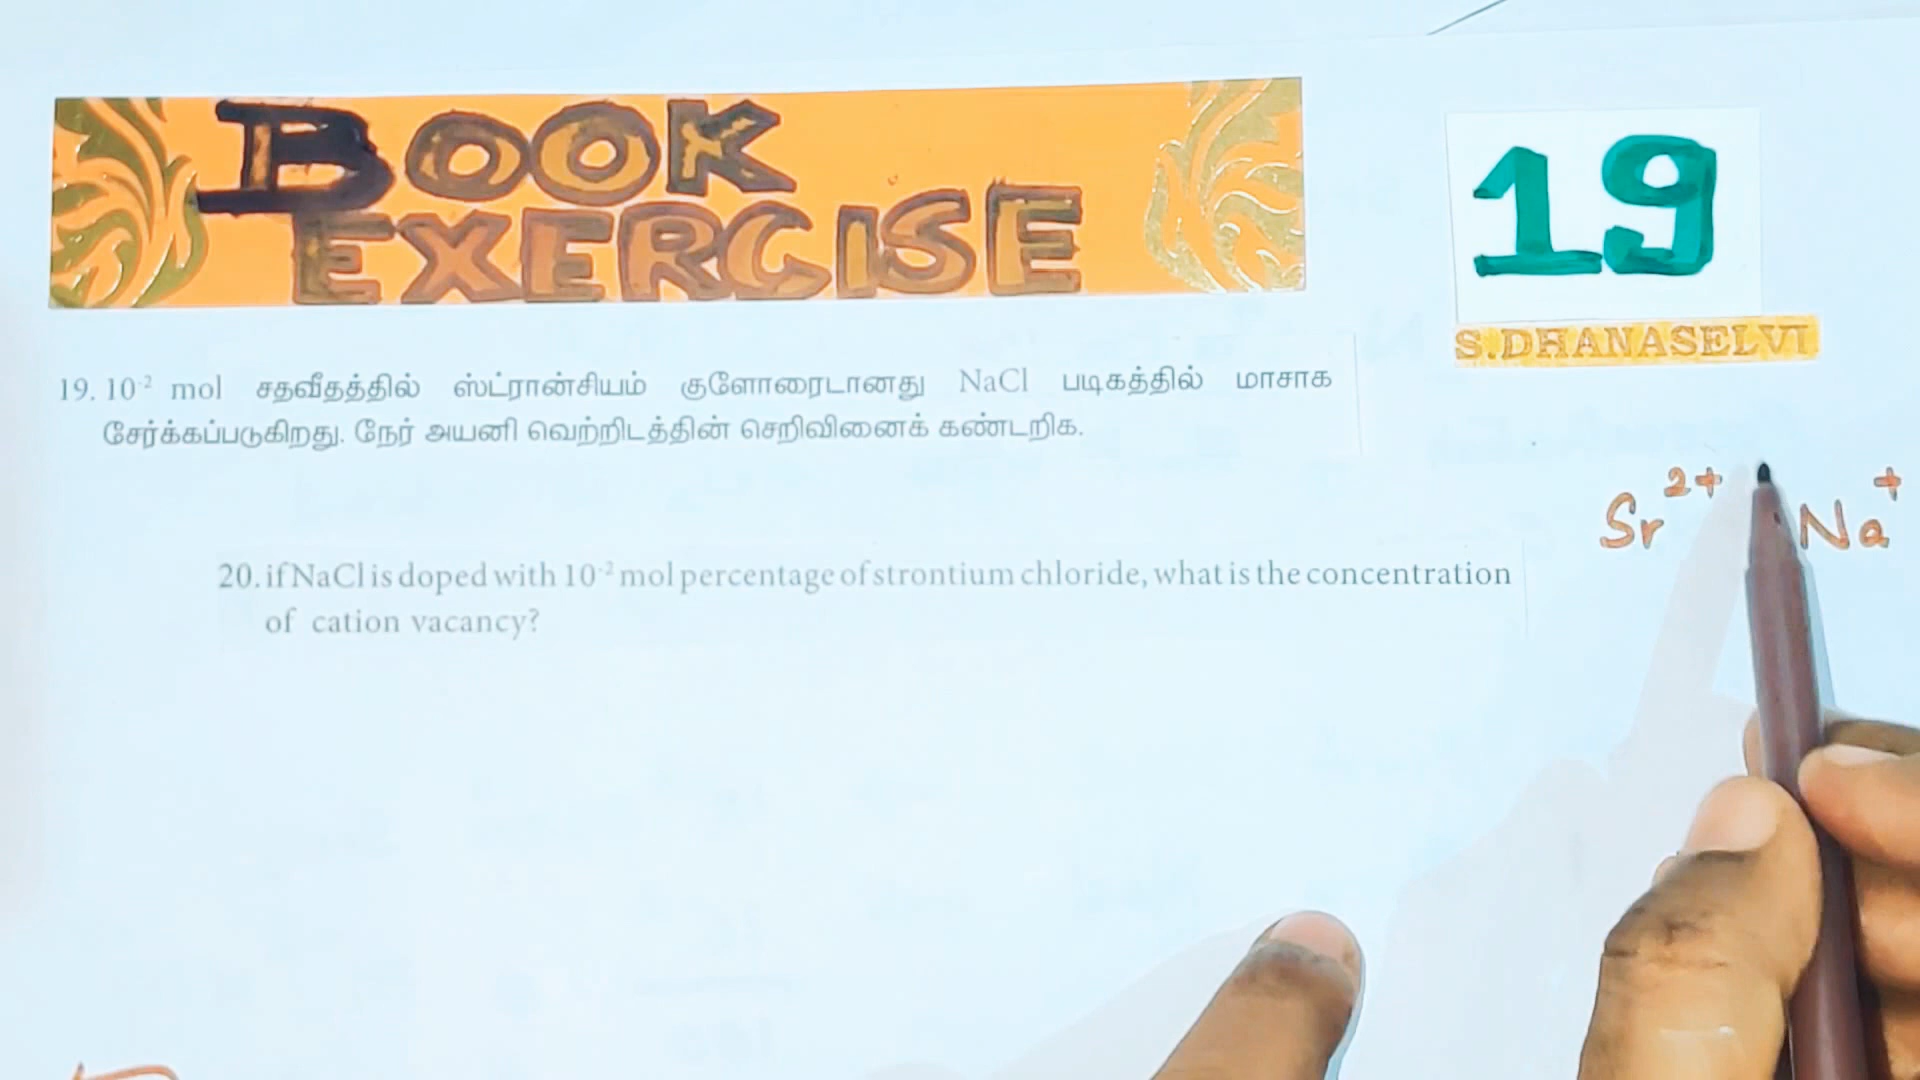 BOOK
EXERCISE
19
S.DHANASELVI
19. 10⁻² mol சதவீதத்தில் ஸ்ட்ரான்சியம் குளோரைடானது NaCl படிகத்தில் மாசாக
சேர்க்கப்படுகிறது. நேர் அயனி வெற்றிடத்தின் செறிவினைக் கண்டறிக.
Sr²⁺ Na⁺
20. if NaCl is doped with 10⁻² mol percentage of strontium chloride, what is the concentration
of cation vacancy?